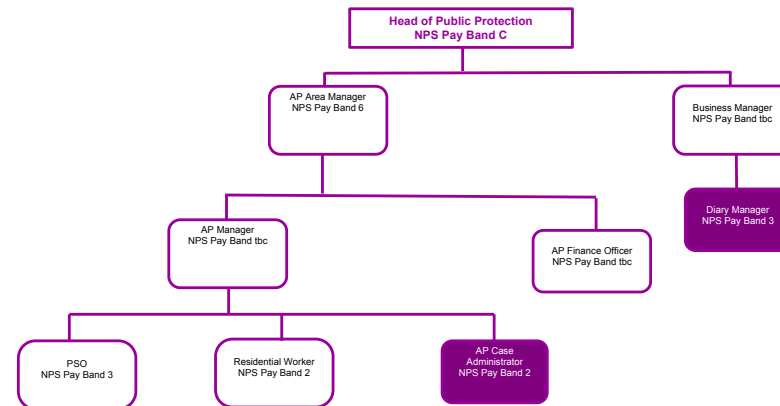 Head of Public Protection
NPS Pay Band C
AP Area Manager
NPS Pay Band 6
Business Manager
NPS Pay Band tbc
Diary Manager
NPS Pay Band 3
AP Manager
NPS Pay Band tbc
AP Finance Officer
NPS Pay Band tbc
PSO
NPS Pay Band 3
Residential Worker
NPS Pay Band 2
AP Case
Administrator
NPS Pay Band 2